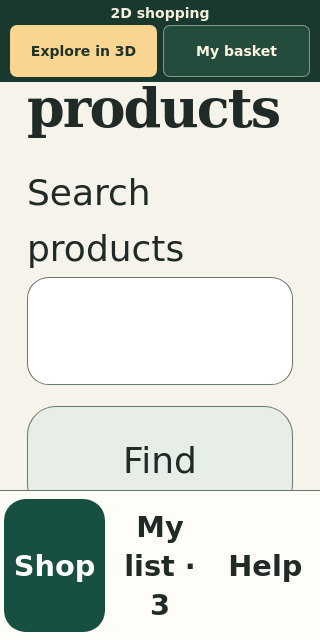 2D shopping
Explore in 3D
My basket
products
Search
products
Find
Shop
My
list ·
3
Help